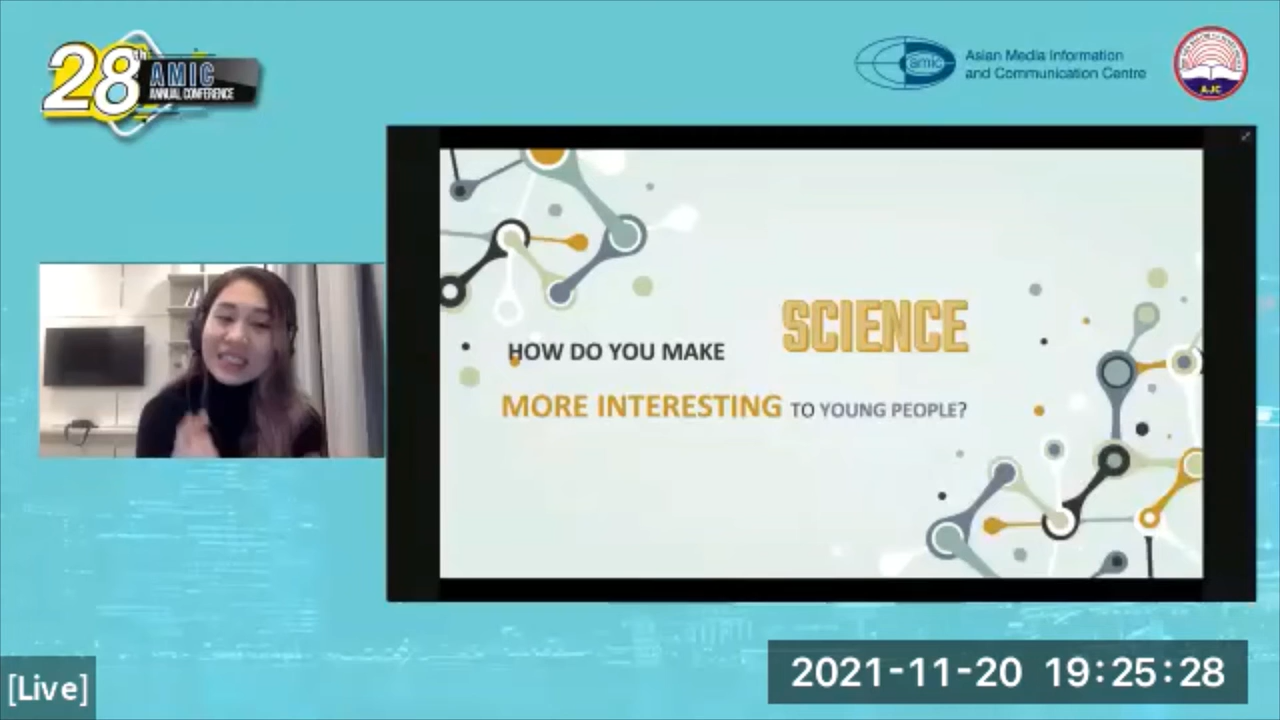 28th
AMIC
ANNUAL CONFERENCE
amic
Asian Media Information
and Communication Centre
AJC
HOW DO YOU MAKE SCIENCE
MORE INTERESTING TO YOUNG PEOPLE?
[Live]
2021-11-20 19:25:28